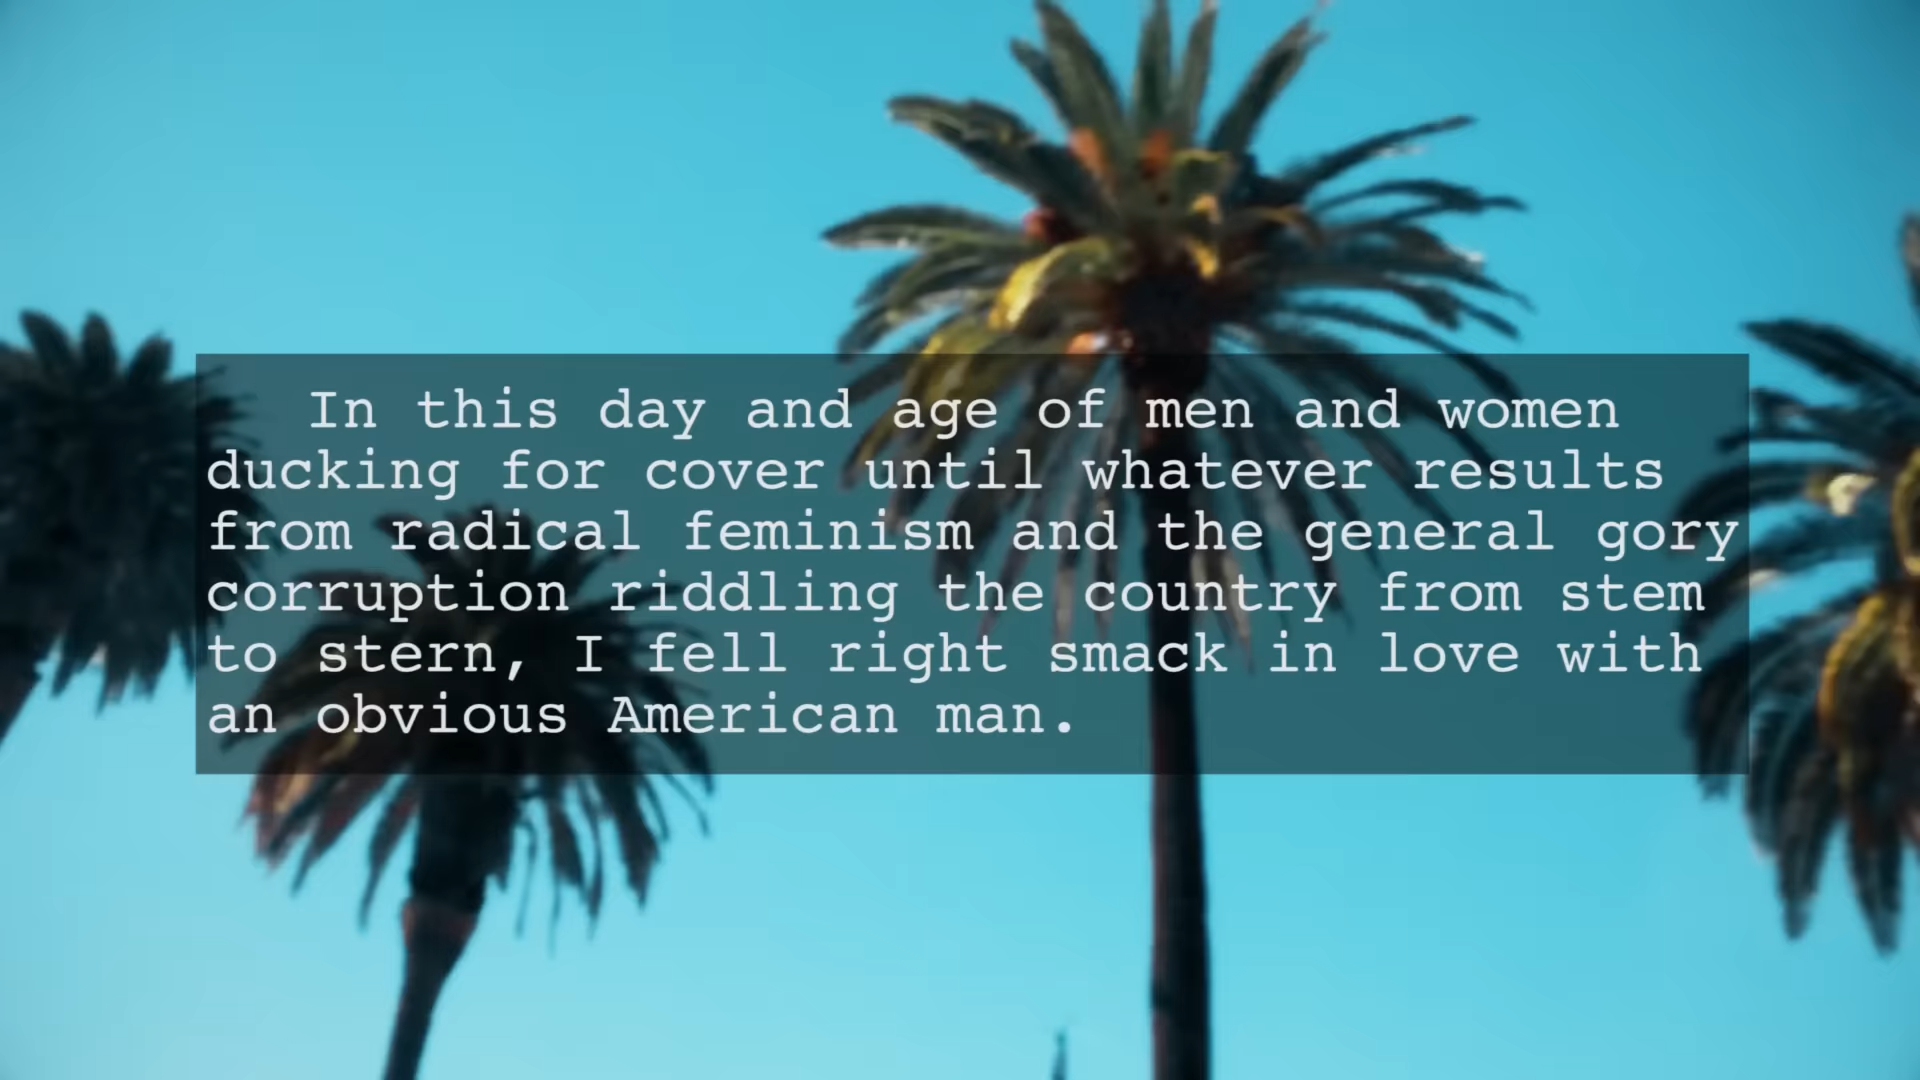 In this day and age of men and women
ducking for cover until whatever results
from radical feminism and the general gory
corruption riddling the country from stem
to stern, I fell right smack in love with
an obvious American man.